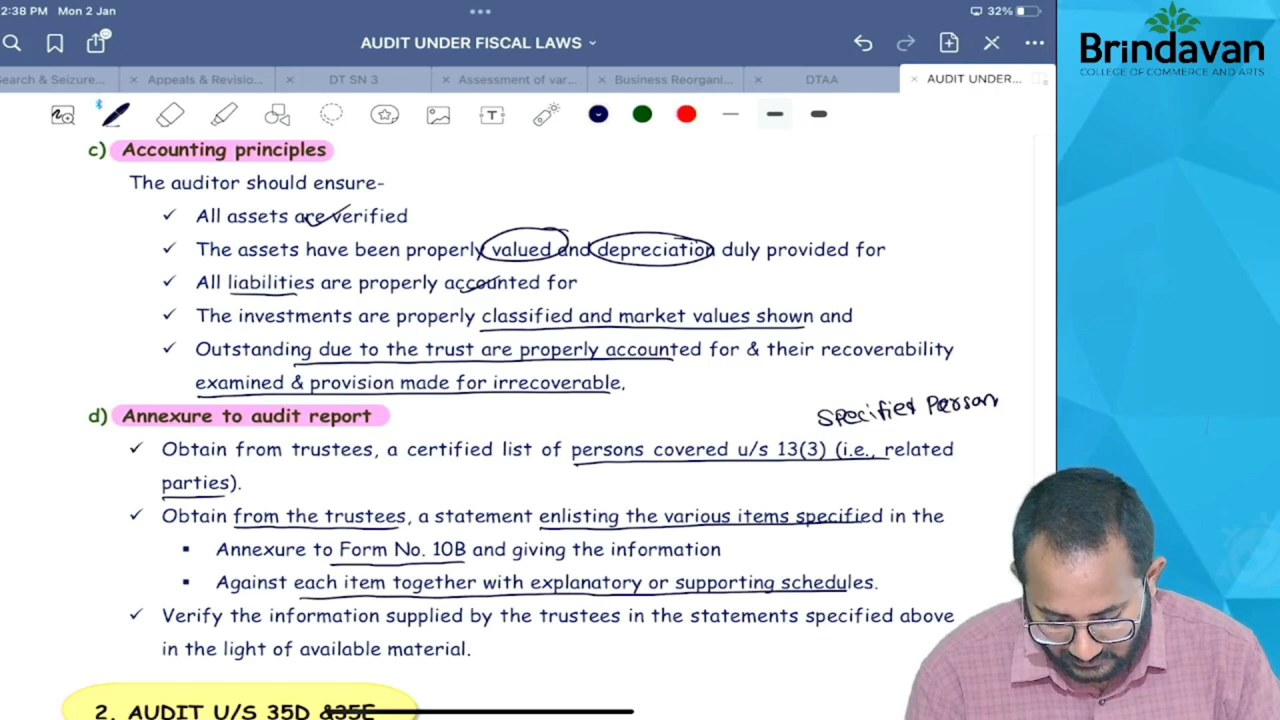 2:38 PM Mon 2 Jan
32%
AUDIT UNDER FISCAL LAWS
Brindavan
COLLEGE OF COMMERCE AND ARTS
earch & Seizure...
Appeals & Revisio...
DT SN 3
Assessment of var...
Business Reorgani...
DTAA
AUDIT UNDER...
c) Accounting principles
The auditor should ensure-
All assets are verified
The assets have been properly valued and depreciation duly provided for
All liabilities are properly accounted for
The investments are properly classified and market values shown and
Outstanding due to the trust are properly accounted for & their recoverability
examined & provision made for irrecoverable.
d) Annexure to audit report
Specified Person
Obtain from trustees, a certified list of persons covered u/s 13(3) (i.e., related
parties).
Obtain from the trustees, a statement enlisting the various items specified in the
Annexure to Form No. 10B and giving the information
Against each item together with explanatory or supporting schedules.
Verify the information supplied by the trustees in the statements specified above
in the light of available material.
2. AUDIT U/S 35D &35E